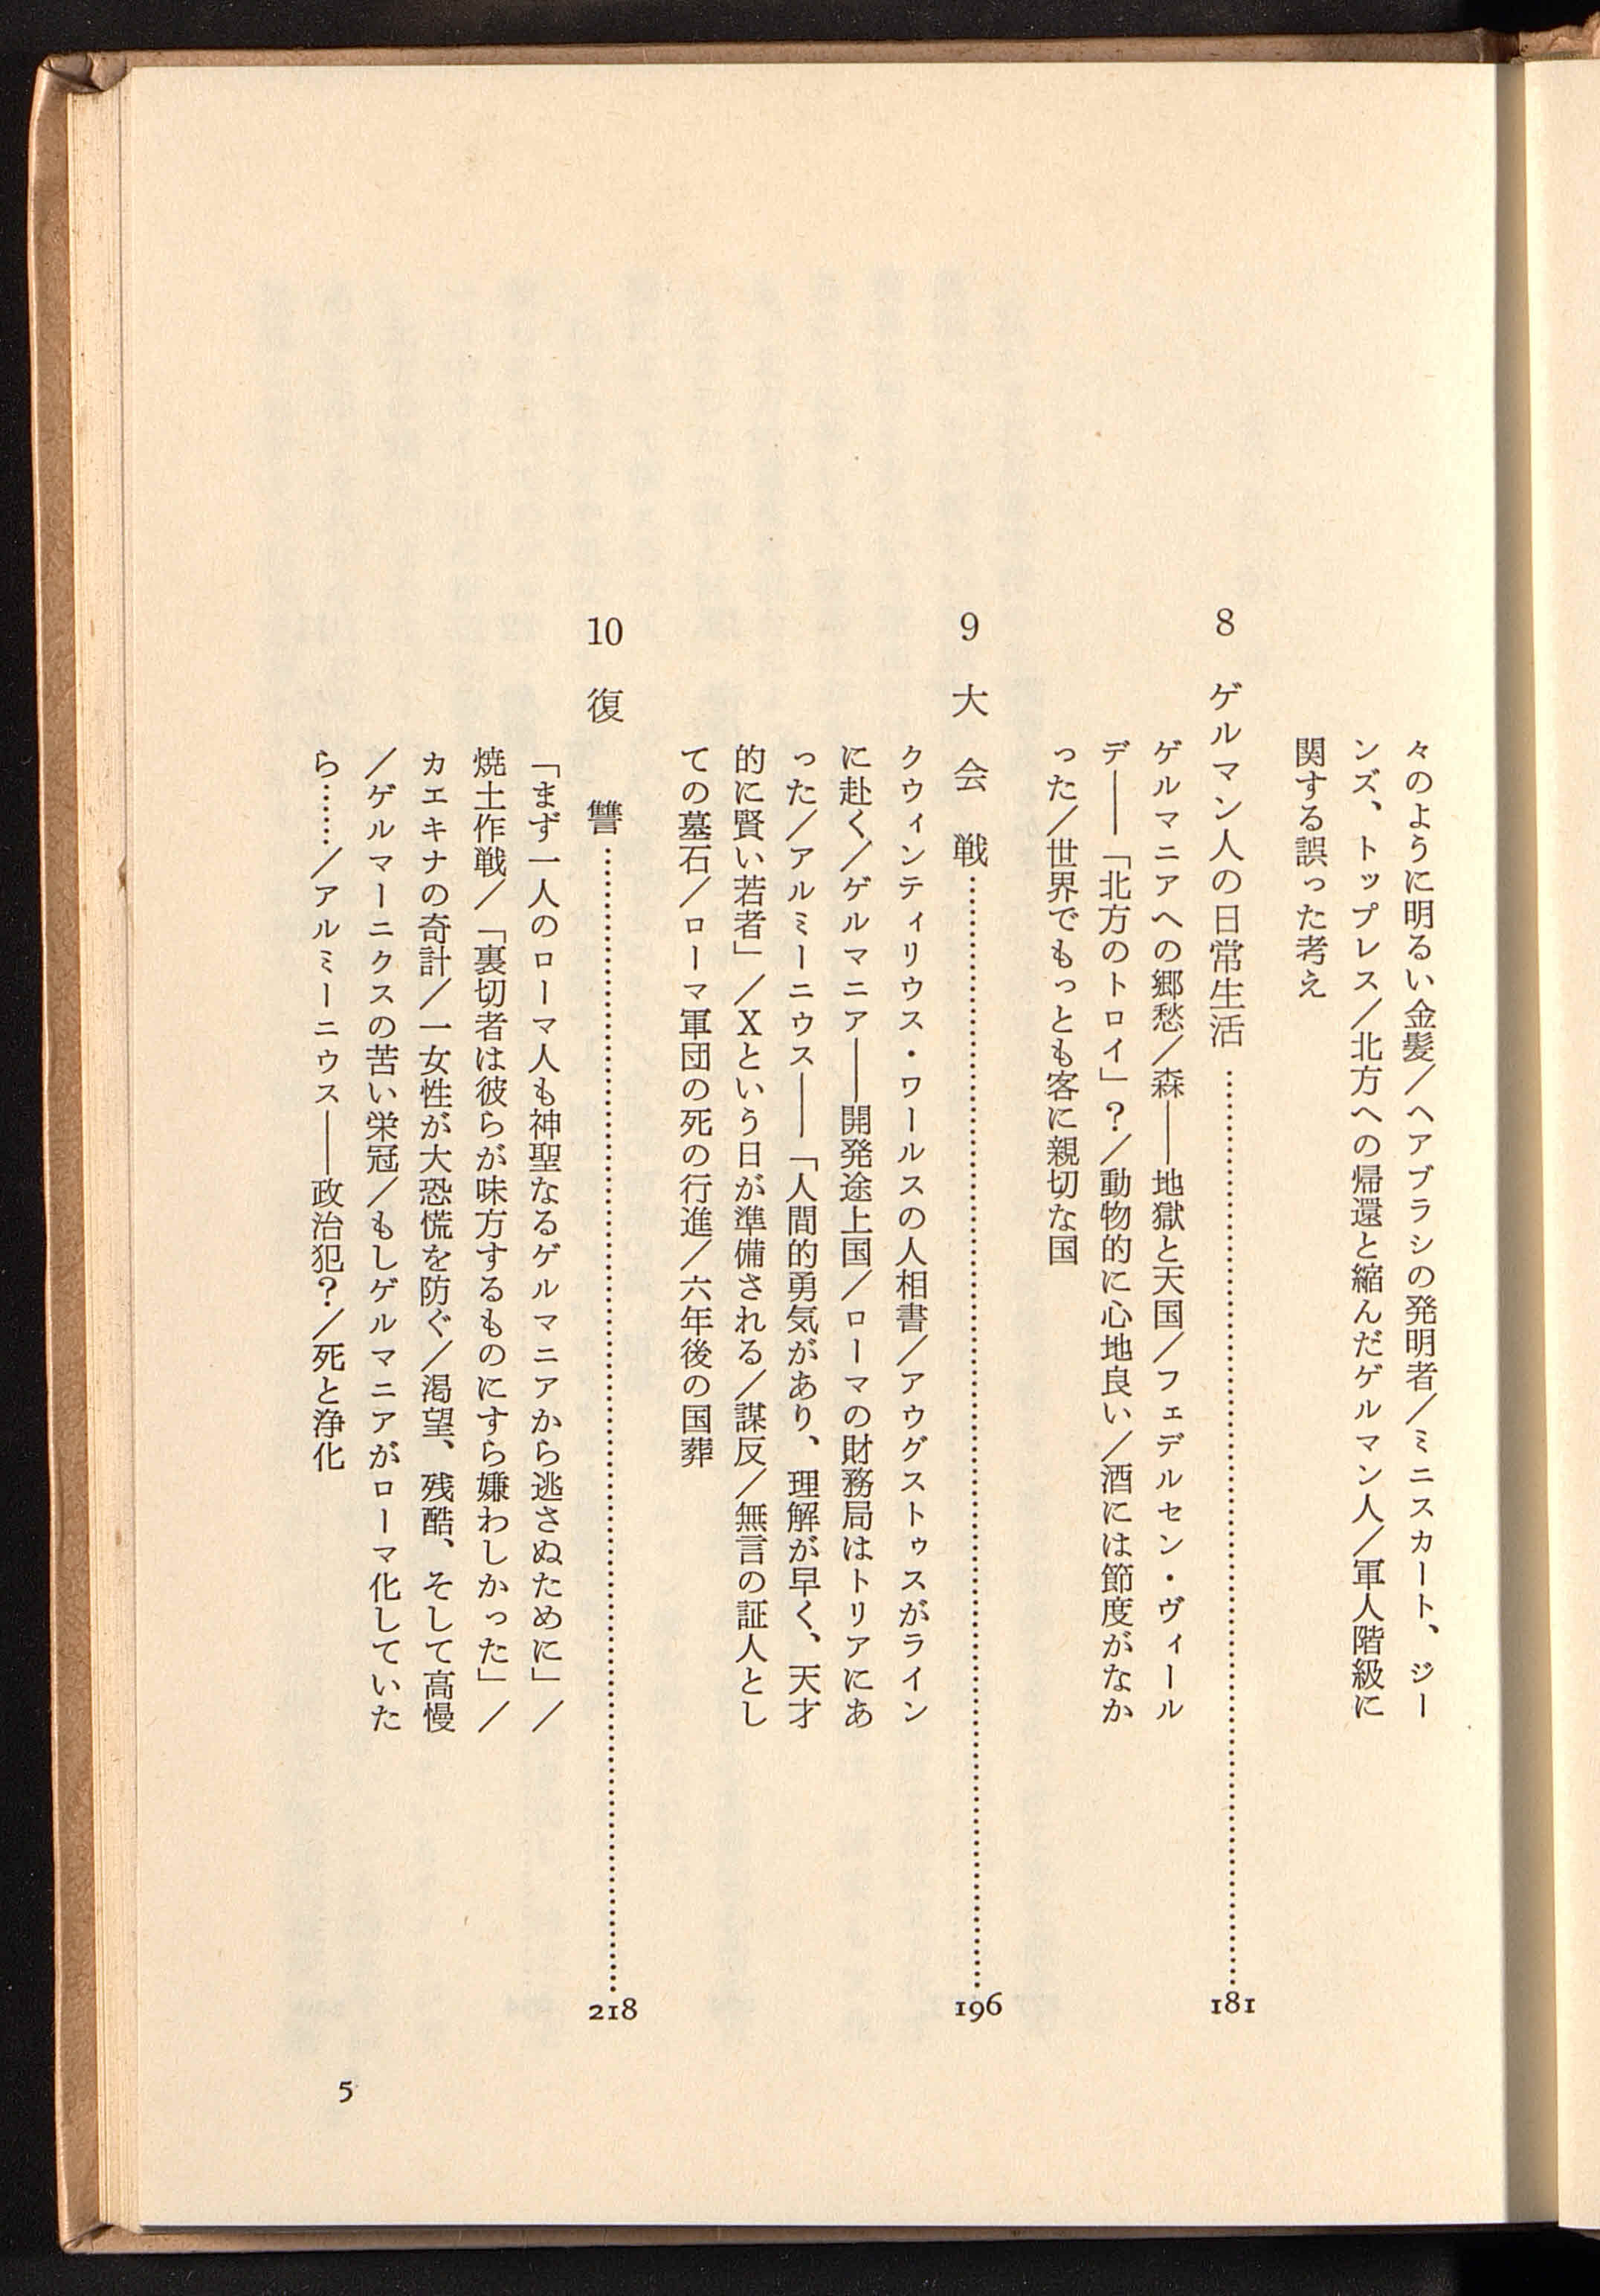 々のように明るい金髪／ヘアブラシの発明者／ミニスカート、ジー
ンズ、トップレス／北方への帰還と縮んだゲルマン人／軍人階級に
関する誤った考え
8 ゲルマン人の日常生活……………………181
ゲルマニアへの郷愁／森——地獄と天国／フェデルセン・ヴィール
デ——「北方のトロイ」？／動物的に心地良い／酒には節度がなか
った／世界でもっとも客に親切な国
9 大会戦……………………196
クウィンティリウス・ワールスの人相書／アウグストゥスがライン
に赴く／ゲルマニア——開発途上国／ローマの財務局はトリアにあ
った／アルミーニウス——「人間的勇気があり、理解が早く、天才
的に賢い若者」／Xという日が準備される／謀反／無言の証人とし
ての墓石／ローマ軍団の死の行進／六年後の国葬
10 復讐……………………218
「まず一人のローマ人も神聖なるゲルマニアから逃さぬために」／
焼土作戦／「裏切者は彼らが味方するものにすら嫌わしかった」／
カエキナの奇計／一女性が大恐慌を防ぐ／渇望、残酷、そして高慢
／ゲルマーニクスの苦い栄冠／もしゲルマニアがローマ化していた
ら……／アルミーニウス——政治犯？／死と浄化
5